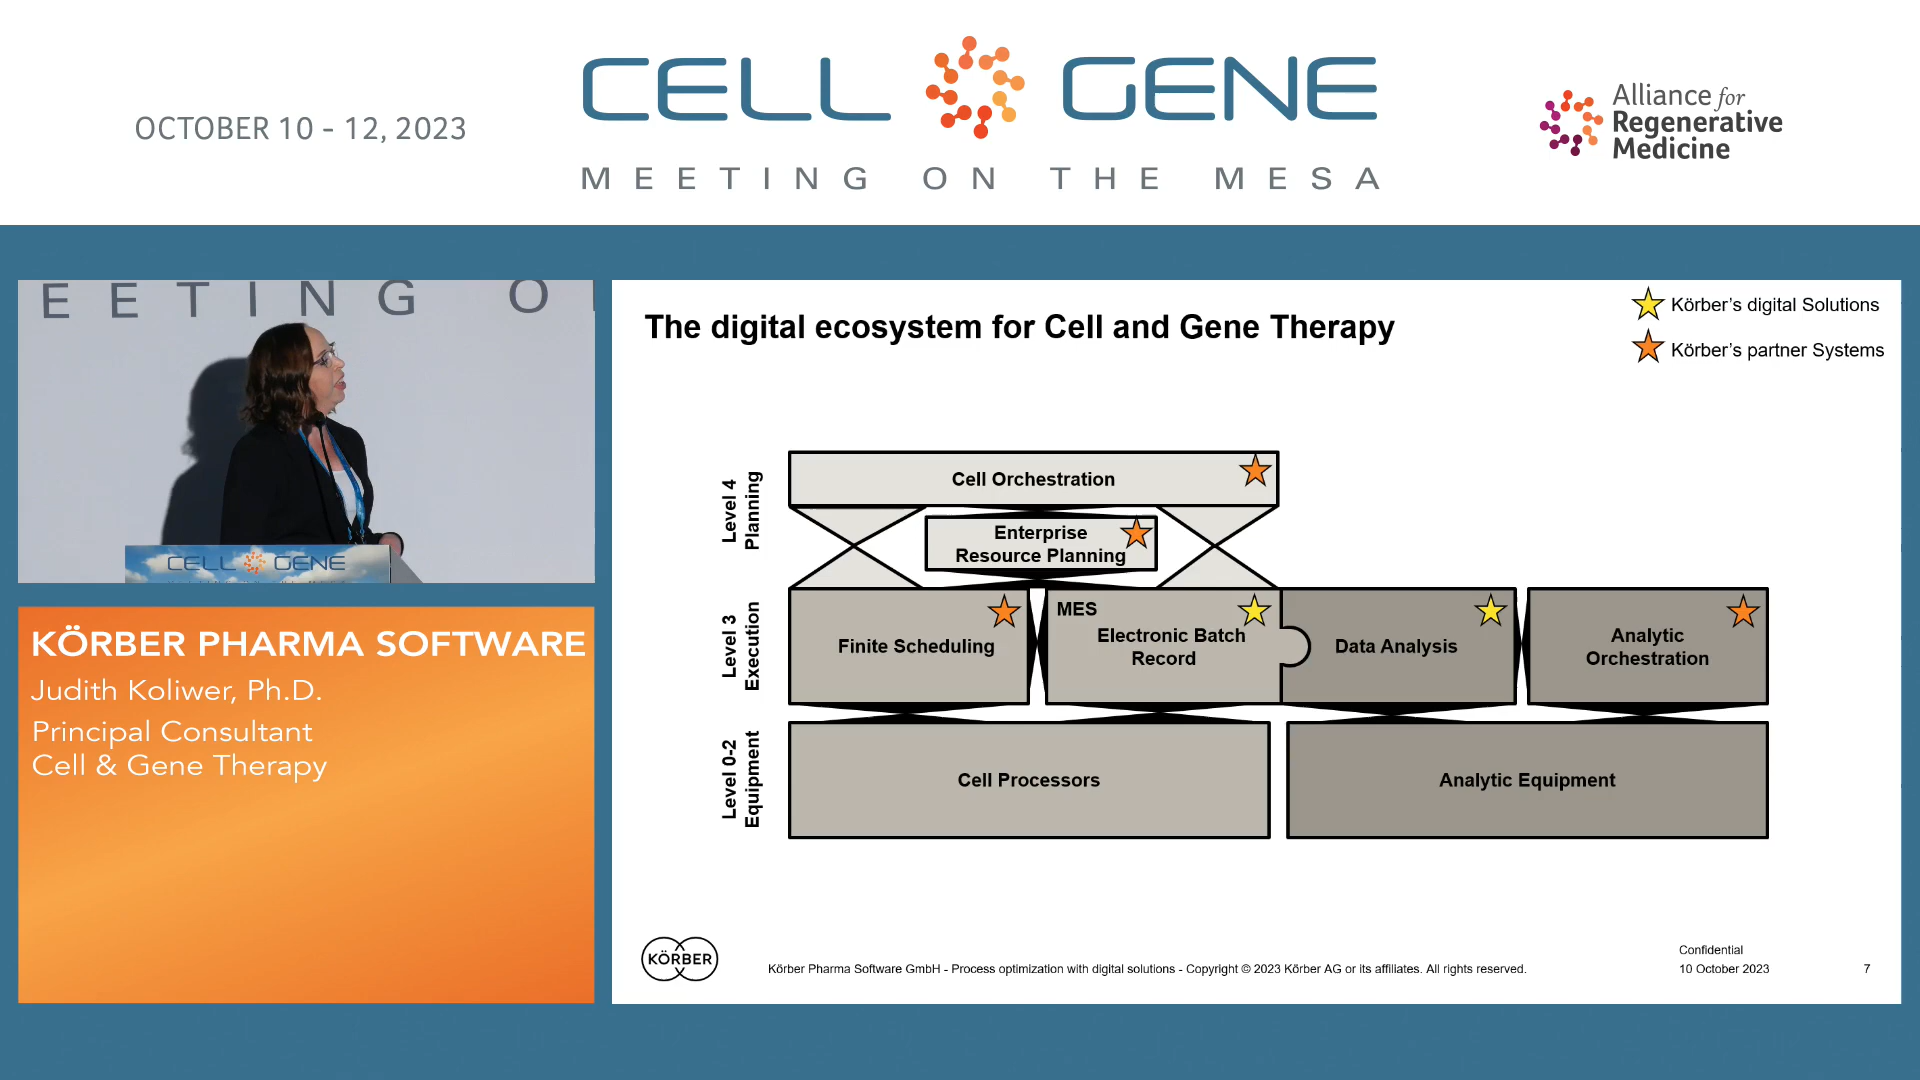 OCTOBER 10 - 12, 2023
CELL GENE
MEETING ON THE MESA
Alliance for
Regenerative
Medicine
EETING O
CELL GENE
KÖRBER PHARMA SOFTWARE
Judith Koliwer, Ph.D.
Principal Consultant
Cell & Gene Therapy
The digital ecosystem for Cell and Gene Therapy
Körber’s digital Solutions
Körber’s partner Systems
Level 4
Planning
Cell Orchestration
Enterprise
Resource Planning
Level 3
Execution
Finite Scheduling
MES
Electronic Batch
Record
Data Analysis
Analytic
Orchestration
Level 0-2
Equipment
Cell Processors
Analytic Equipment
KÖRBER
Körber Pharma Software GmbH - Process optimization with digital solutions - Copyright © 2023 Körber AG or its affiliates. All rights reserved.
Confidential
10 October 2023
7